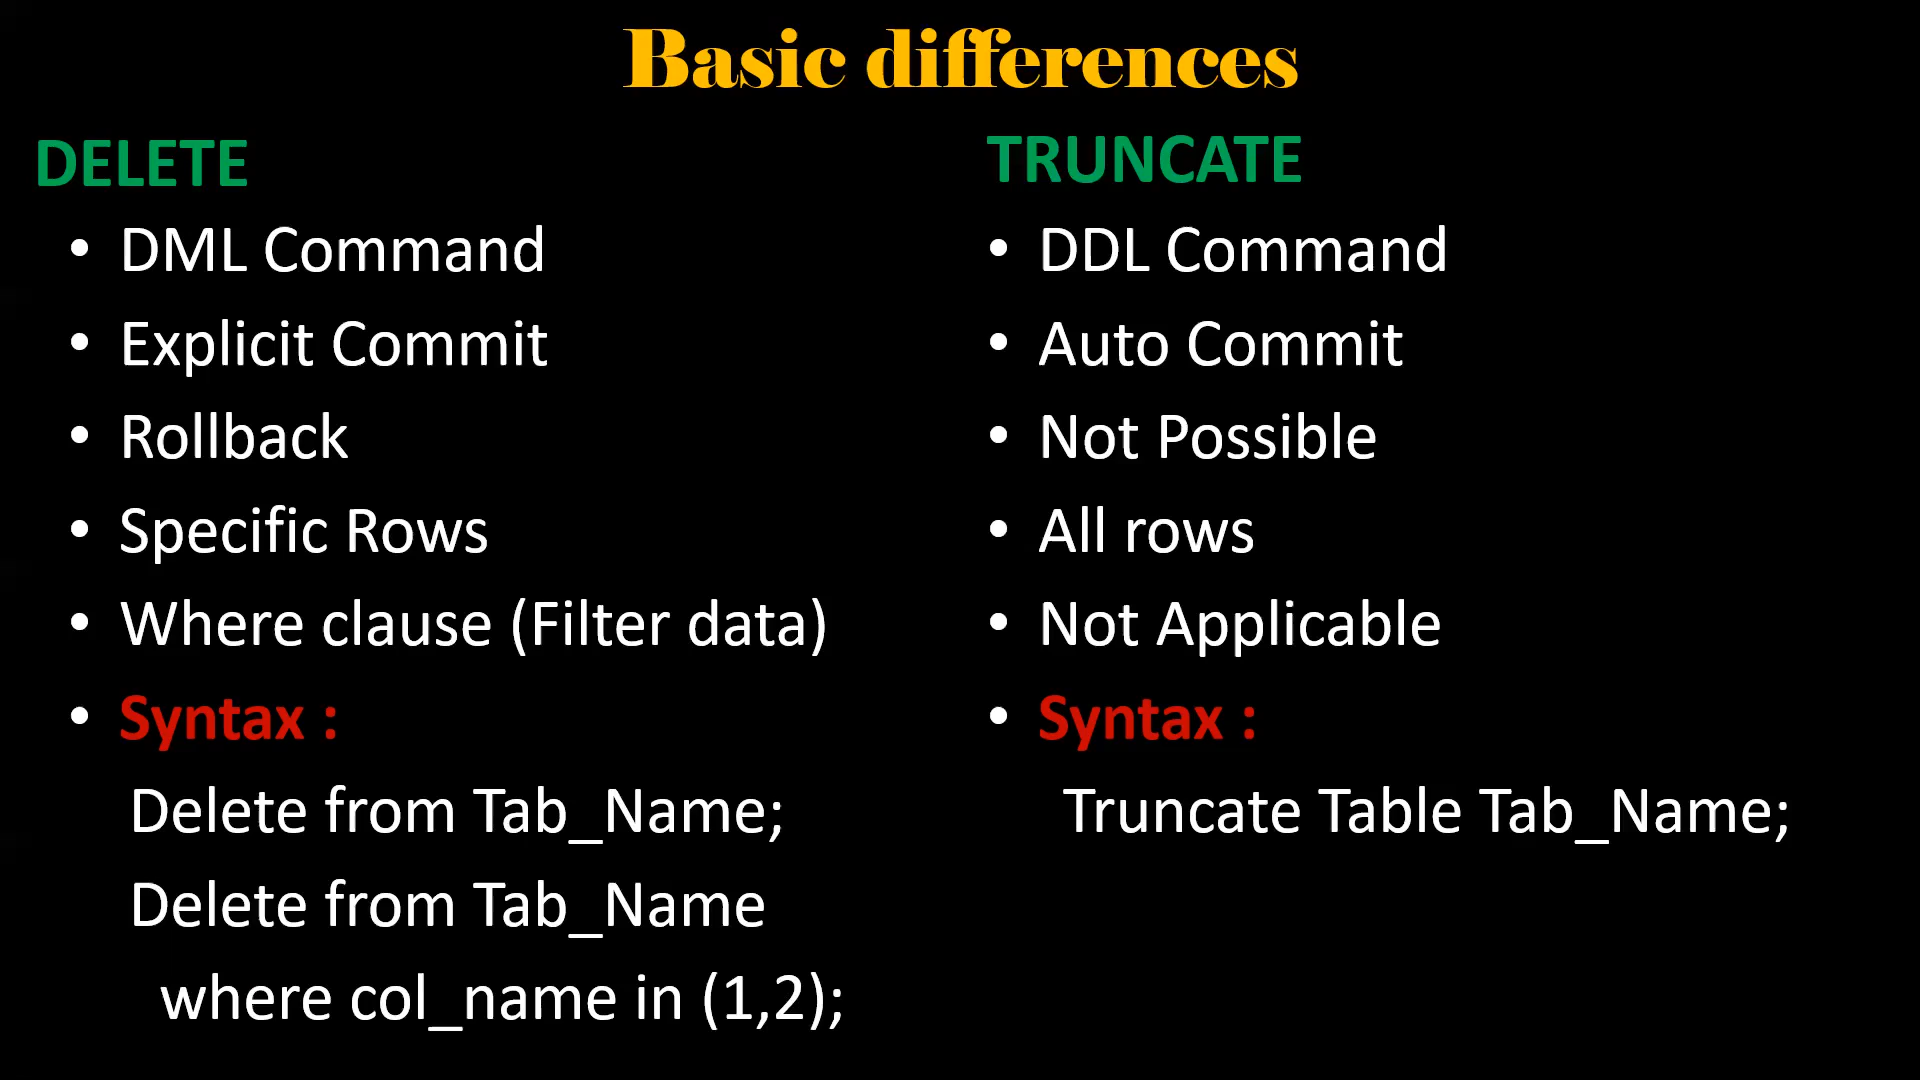 Basic differences
DELETE
• DML Command
• Explicit Commit
• Rollback
• Specific Rows
• Where clause (Filter data)
• Syntax :
Delete from Tab_Name;
Delete from Tab_Name
where col_name in (1,2);
TRUNCATE
• DDL Command
• Auto Commit
• Not Possible
• All rows
• Not Applicable
• Syntax :
Truncate Table Tab_Name;